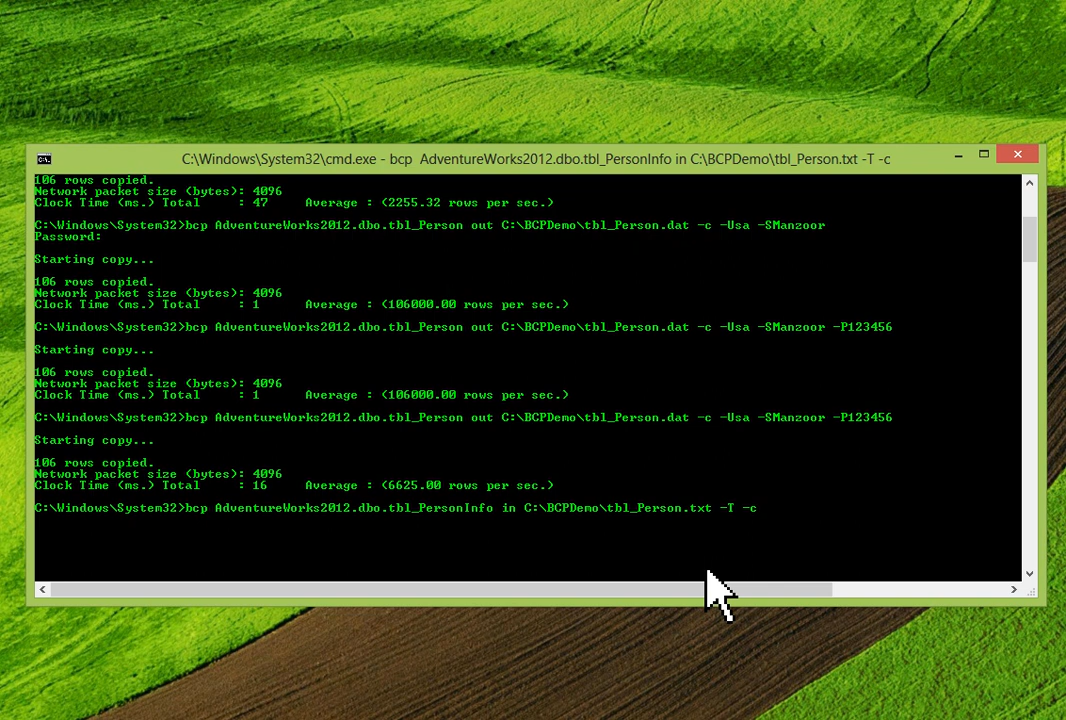 C:\Windows\System32\cmd.exe - bcp  AdventureWorks2012.dbo.tbl_PersonInfo in C:\BCPDemo\tbl_Person.txt -T -c
106 rows copied.
Network packet size (bytes): 4096
Clock Time (ms.) Total     : 47     Average : (2255.32 rows per sec.)
C:\Windows\System32>bcp AdventureWorks2012.dbo.tbl_Person out C:\BCPDemo\tbl_Person.dat -c -Usa -SManzoor
Password:
Starting copy...
106 rows copied.
Network packet size (bytes): 4096
Clock Time (ms.) Total     : 1      Average : (106000.00 rows per sec.)
C:\Windows\System32>bcp AdventureWorks2012.dbo.tbl_Person out C:\BCPDemo\tbl_Person.dat -c -Usa -SManzoor -P123456
Starting copy...
106 rows copied.
Network packet size (bytes): 4096
Clock Time (ms.) Total     : 1      Average : (106000.00 rows per sec.)
C:\Windows\System32>bcp AdventureWorks2012.dbo.tbl_Person out C:\BCPDemo\tbl_Person.dat -c -Usa -SManzoor -P123456
Starting copy...
106 rows copied.
Network packet size (bytes): 4096
Clock Time (ms.) Total     : 16     Average : (6625.00 rows per sec.)
C:\Windows\System32>bcp AdventureWorks2012.dbo.tbl_PersonInfo in C:\BCPDemo\tbl_Person.txt -T -c